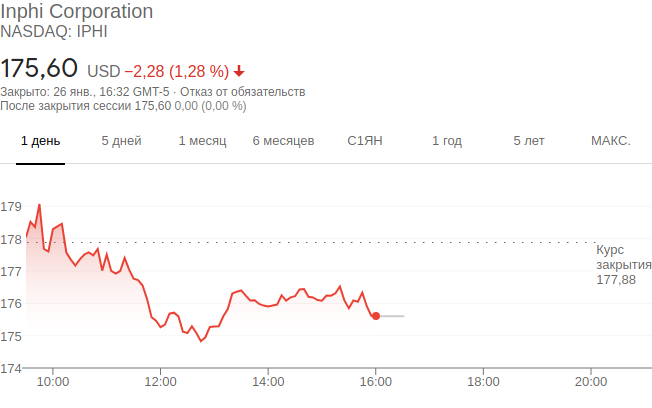 Inphi Corporation
NASDAQ: IPHI
175,60 USD −2,28 (1,28 %)
Закрыто: 26 янв., 16:32 GMT-5 · Отказ от обязательств
После закрытия сессии 175,60 0,00 (0,00 %)
1 день 5 дней 1 месяц 6 месяцев С1ЯН 1 год 5 лет МАКС.
179
178
Курс
закрытия
177,88
177
176
175
174
10:00 12:00 14:00 16:00 18:00 20:00